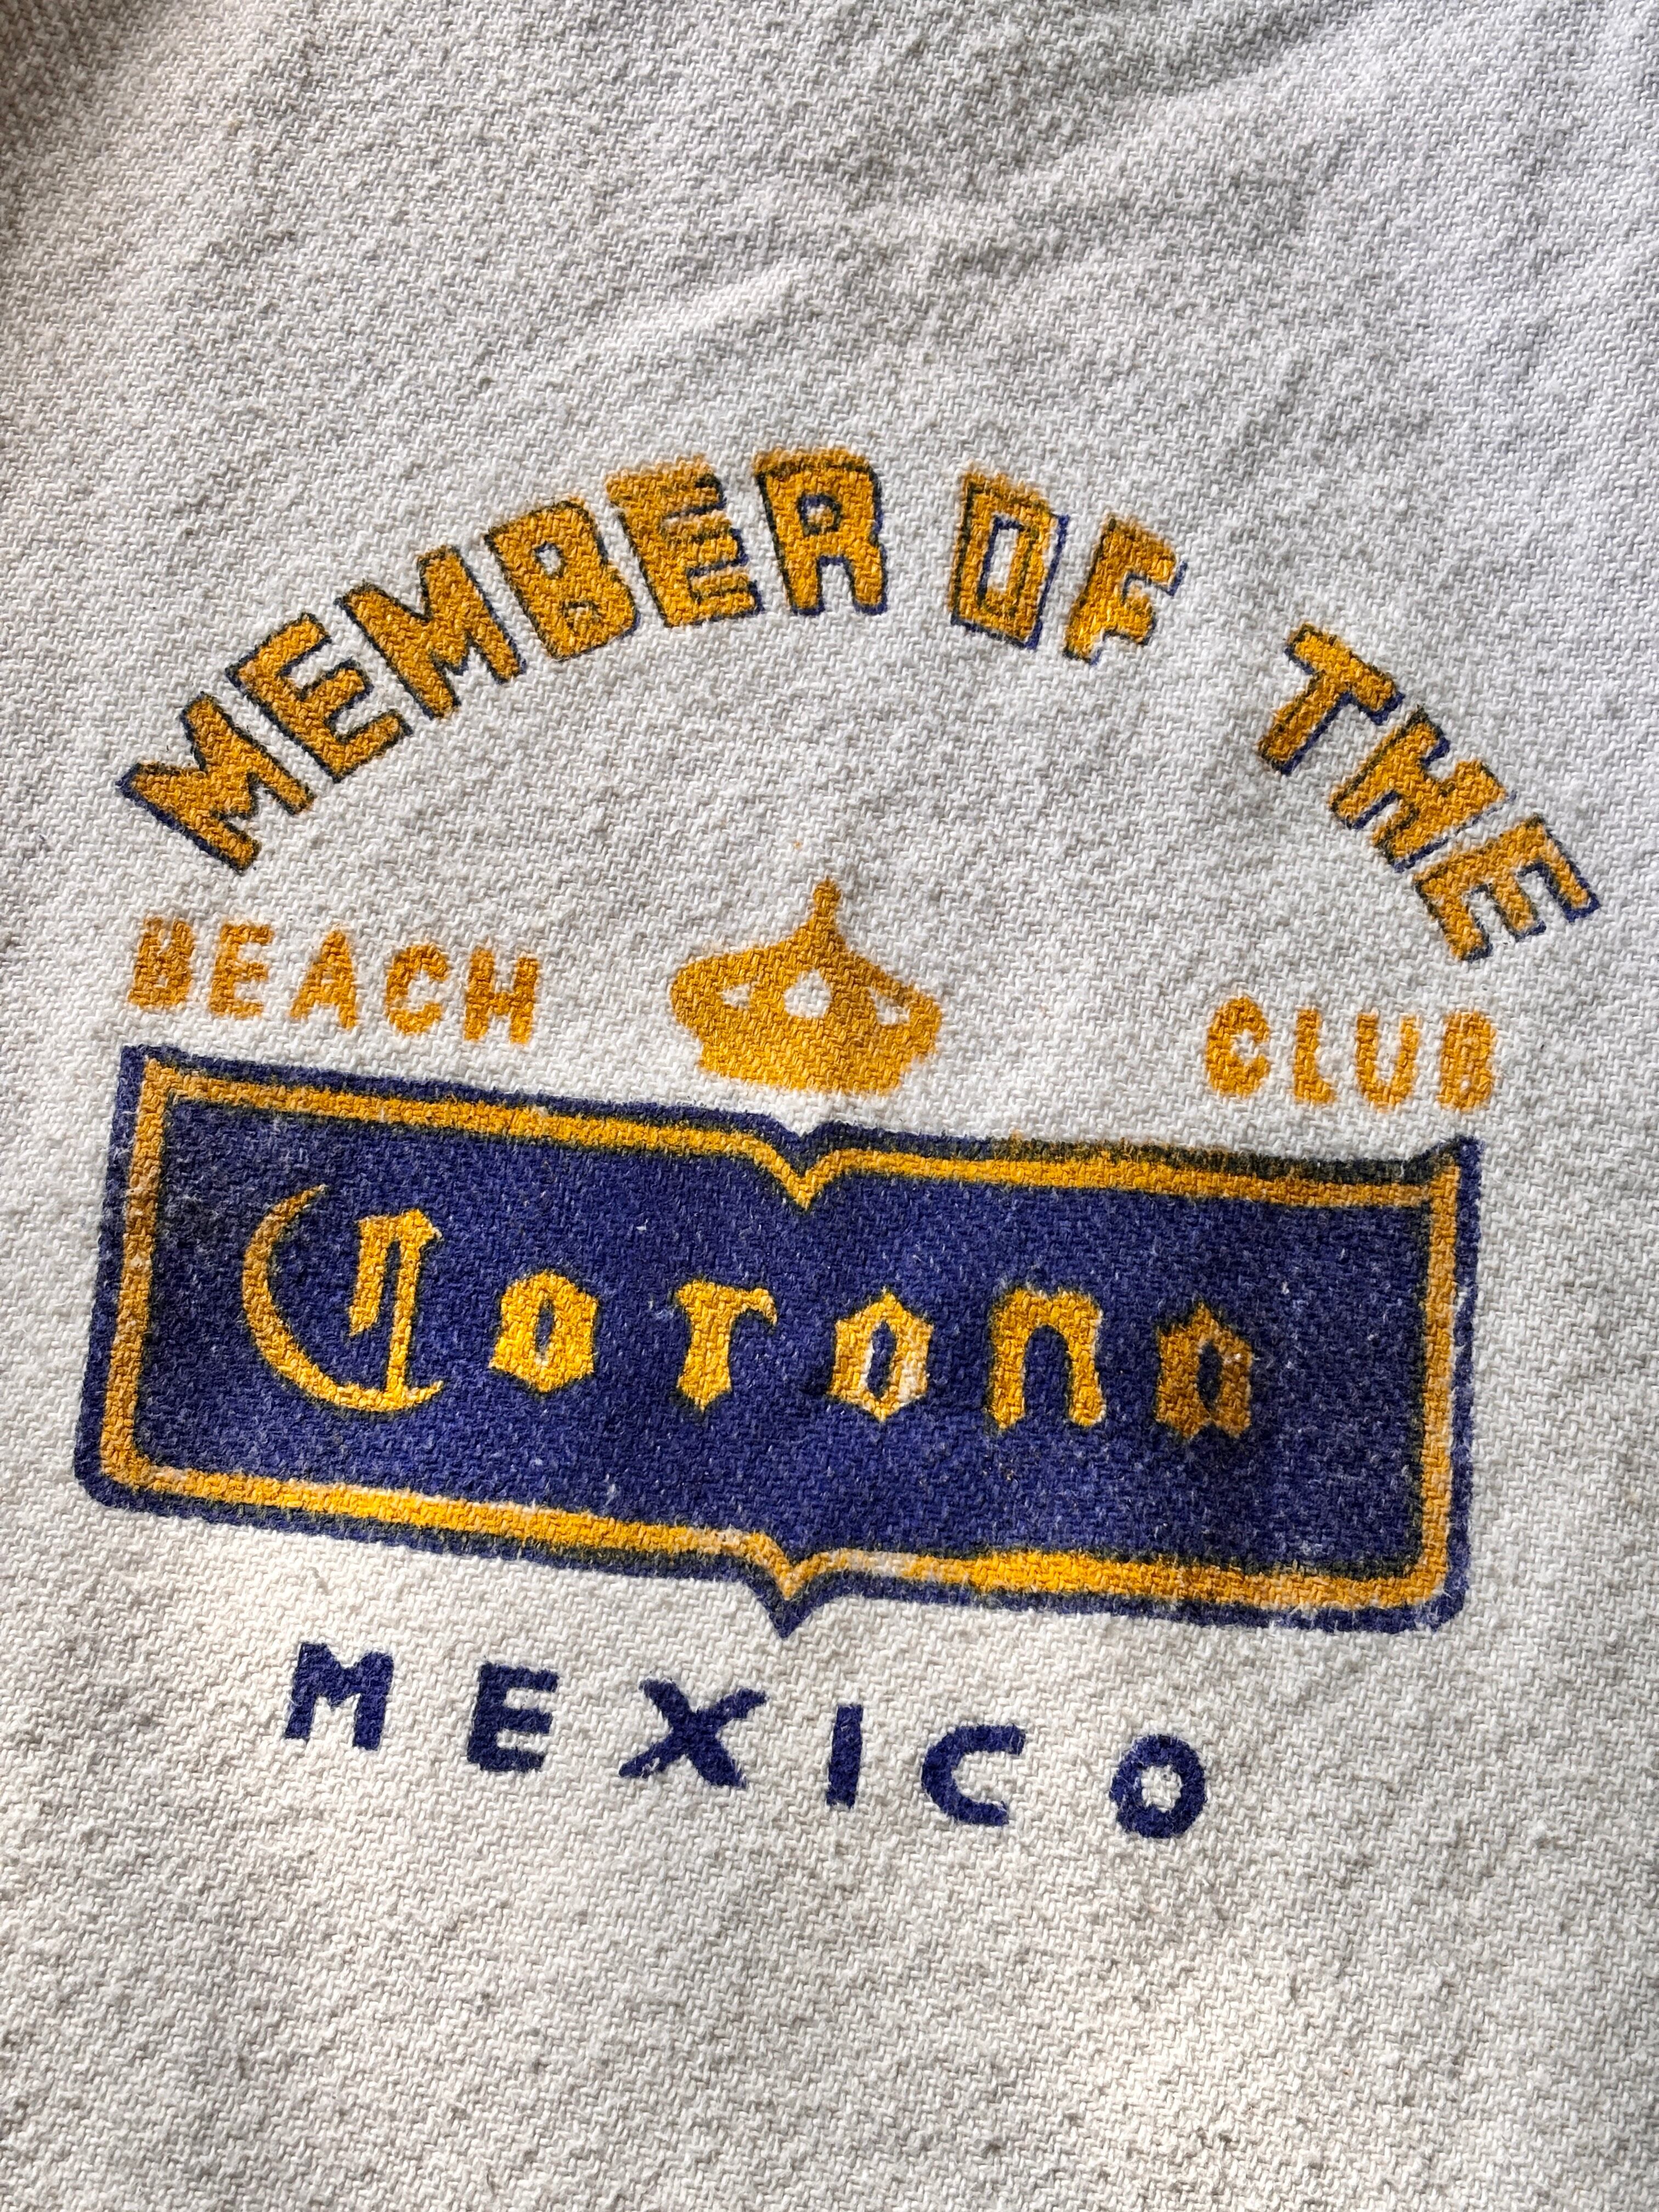 MEMBER OF THE
BEACH CLUB
Corona
MEXICO